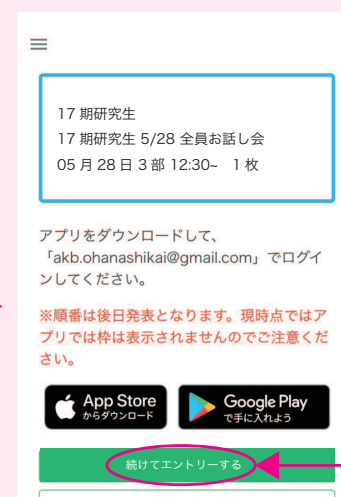 17 期研究生
17 期研究生 5/28 全員お話し会
05 月 28 日 3 部 12:30~ 1 枚
アプリをダウンロードして、
「akb.ohanashikai@gmail.com」でログイ
ンしてください。
※順番は後日発表となります。現時点ではア
プリでは枠は表示されませんのでご注意くだ
さい。
App Store
からダウンロード
Google Play
で手に入れよう
続けてエントリーする